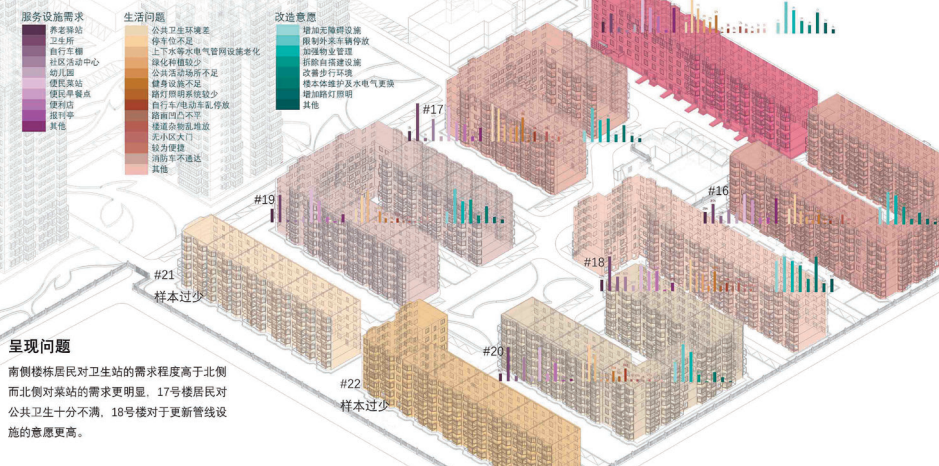 服务设施需求
养老驿站
卫生所
自行车棚
社区活动中心
幼儿园
便民菜站
便民早餐点
便利店
报刊亭
其他
生活问题
公共卫生环境差
停车位不足
上下水等水电气管网设施老化
绿化种植较少
公共活动场所不足
健身设施不足
路灯照明系统较少
自行车/电动车乱停放
路面凹凸不平
楼道杂物乱堆放
无小区大门
较为便捷
消防车不通达
其他
改造意愿
增加无障碍设施
限制外来车辆停放
加强物业管理
拆除自搭建设施
改善步行环境
楼本体维护及水电气更换
增加路灯照明
其他
#17
#16
#19
#18
#21
样本过少
#20
#22
样本过少
呈现问题
南侧楼栋居民对卫生站的需求程度高于北侧
而北侧对菜站的需求更明显，17号楼居民对
公共卫生十分不满，18号楼对于更新管线设
施的意愿更高。